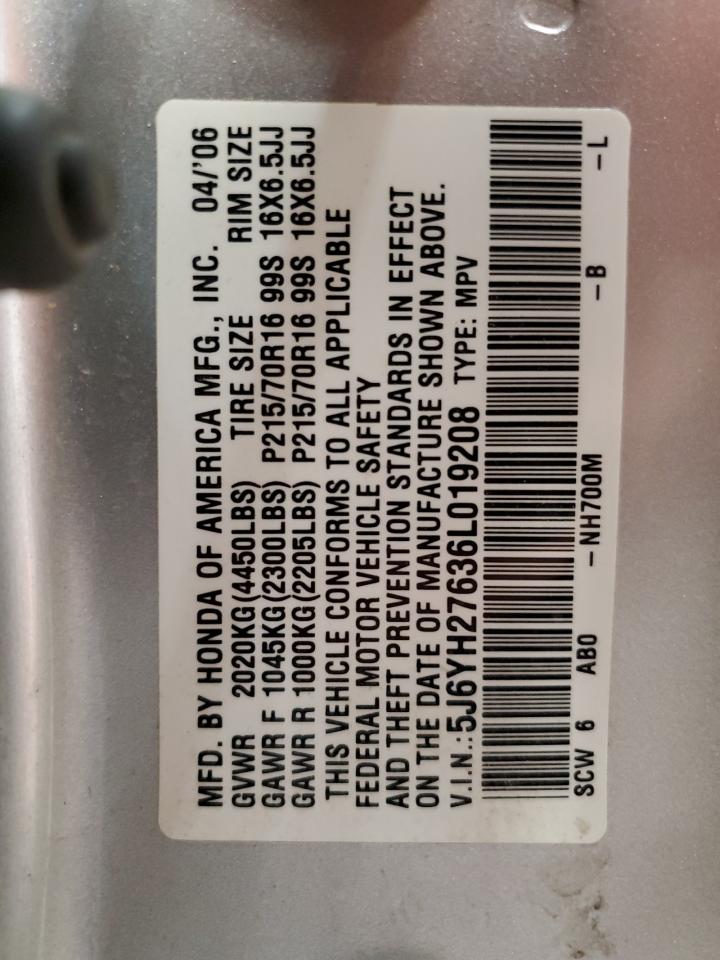 MFD. BY HONDA OF AMERICA MFG., INC. 04/'06
GVWR 2020KG(4450LBS) TIRE SIZE RIM SIZE
GAWR F 1045KG(2300LBS) P215/70R16 99S 16X6.5JJ
GAWR R 1000KG(2205LBS) P215/70R16 99S 16X6.5JJ
THIS VEHICLE CONFORMS TO ALL APPLICABLE
FEDERAL MOTOR VEHICLE SAFETY
AND THEFT PREVENTION STANDARDS IN EFFECT
ON THE DATE OF MANUFACTURE SHOWN ABOVE.
V.I.N.:5J6YH27636L019208 TYPE: MPV
SCW 6 AB0 -NH700M -B -L